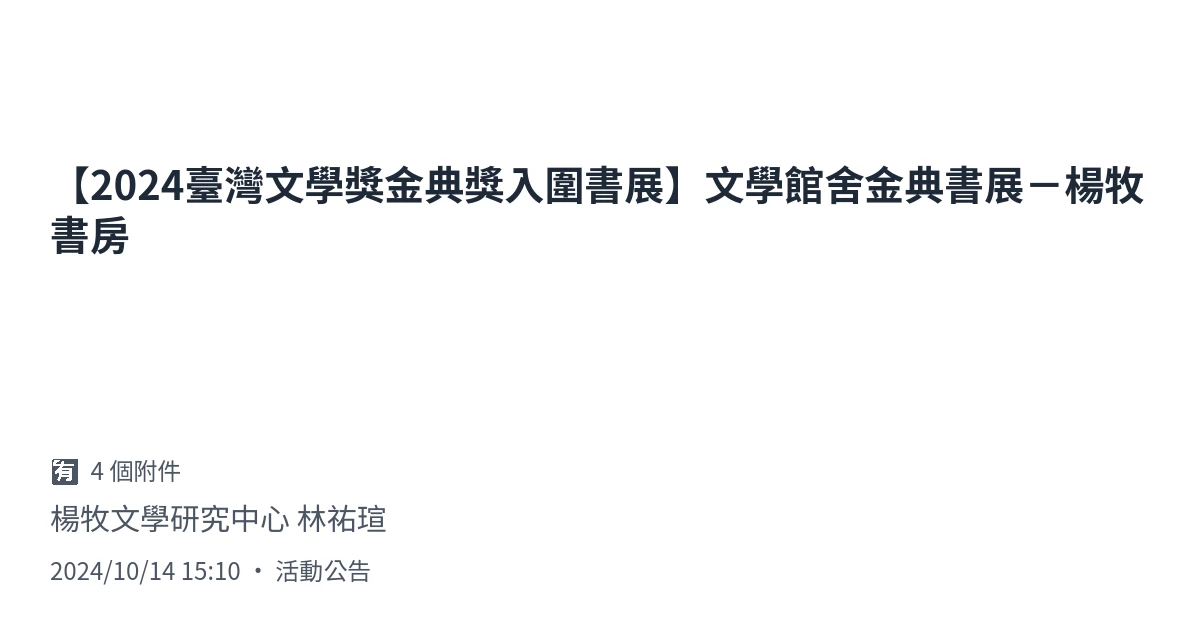 【2024臺灣文學獎金典獎入圍書展】文學館舍金典書展－楊牧
書房
有 4 個附件
楊牧文學研究中心 林祐瑄
2024/10/14 15:10 • 活動公告